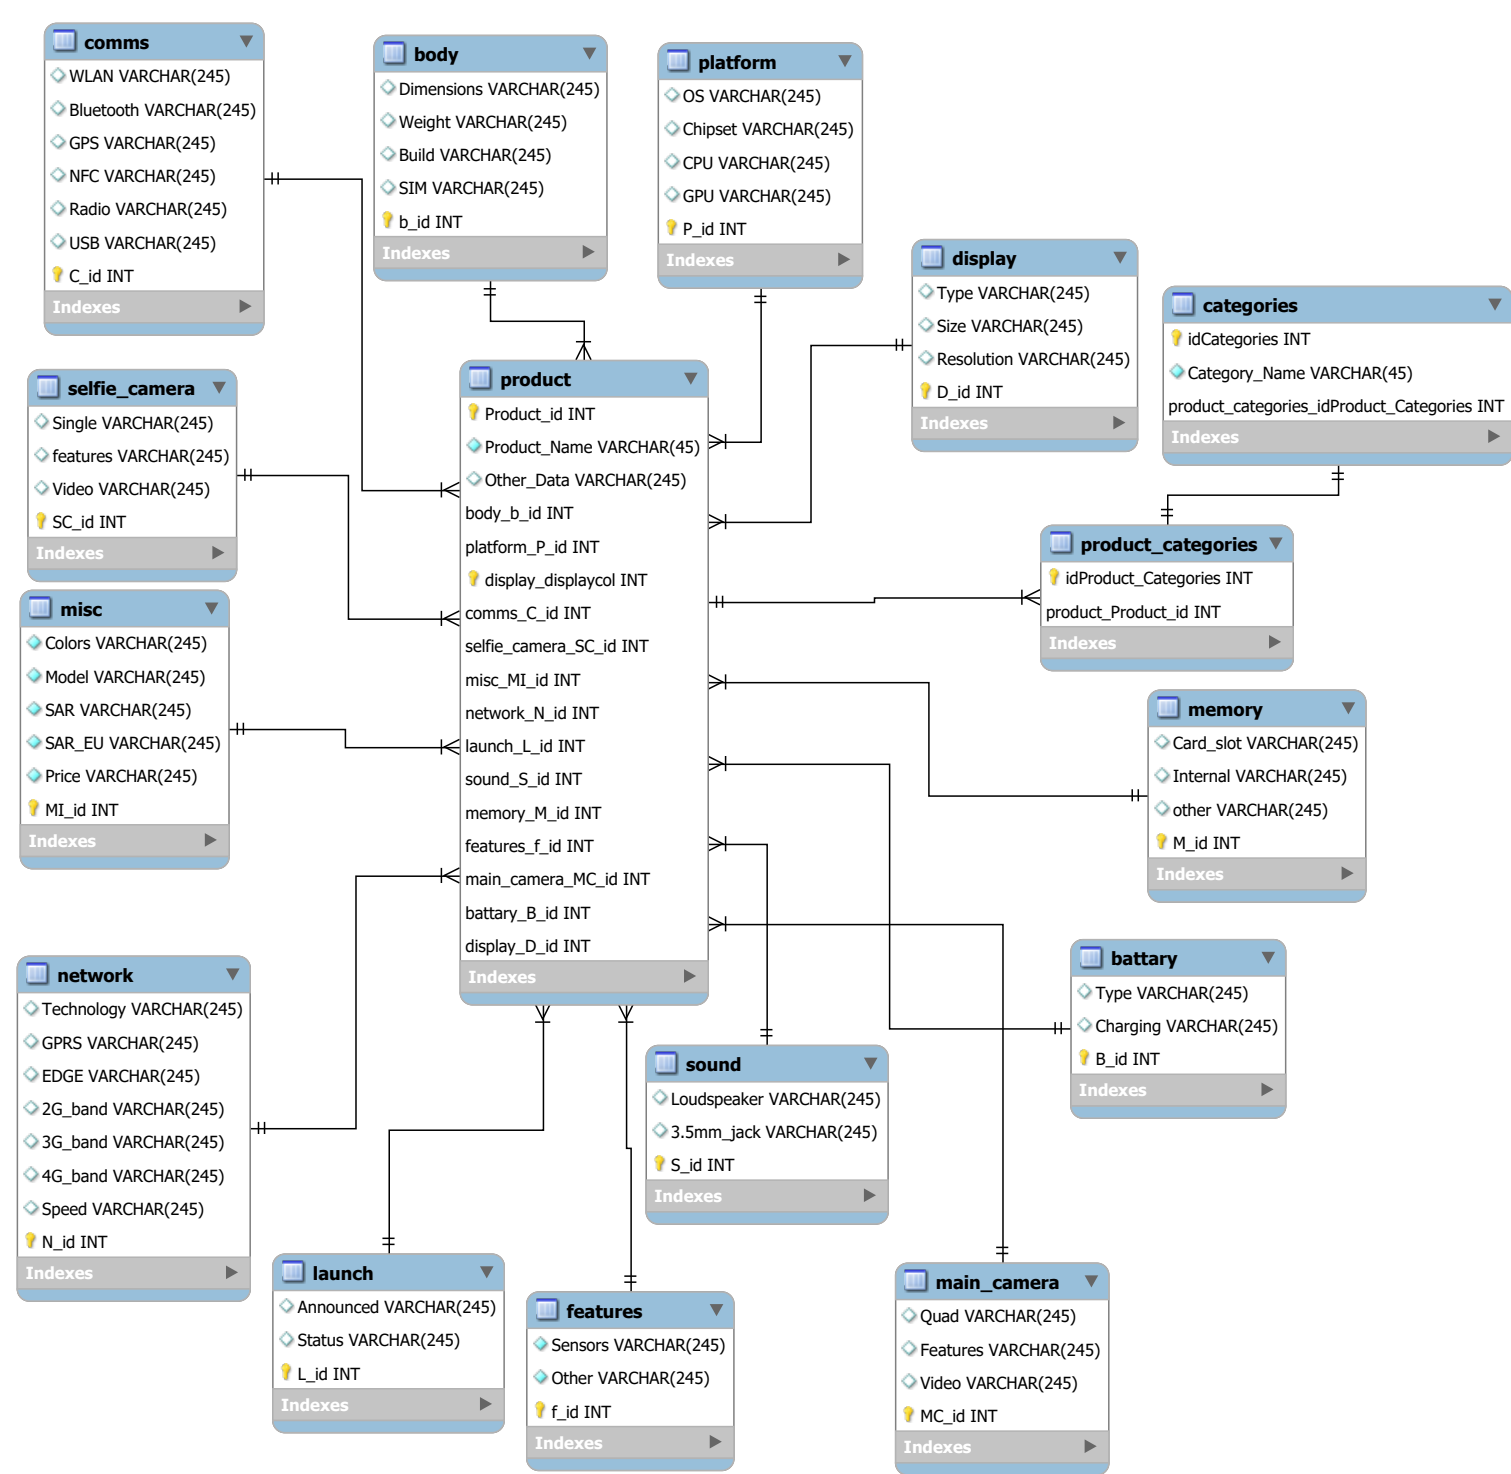 comms
WLAN VARCHAR(245)
Bluetooth VARCHAR(245)
GPS VARCHAR(245)
NFC VARCHAR(245)
Radio VARCHAR(245)
USB VARCHAR(245)
C_id INT
Indexes
body
Dimensions VARCHAR(245)
Weight VARCHAR(245)
Build VARCHAR(245)
SIM VARCHAR(245)
b_id INT
Indexes
platform
OS VARCHAR(245)
Chipset VARCHAR(245)
CPU VARCHAR(245)
GPU VARCHAR(245)
P_id INT
Indexes
display
Type VARCHAR(245)
Size VARCHAR(245)
Resolution VARCHAR(245)
D_id INT
Indexes
categories
idCategories INT
Category_Name VARCHAR(45)
product_categories_idProduct_Categories INT
Indexes
selfie_camera
Single VARCHAR(245)
features VARCHAR(245)
Video VARCHAR(245)
SC_id INT
Indexes
product
Product_id INT
Product_Name VARCHAR(45)
Other_Data VARCHAR(245)
body_b_id INT
platform_P_id INT
display_displaycol INT
comms_C_id INT
selfie_camera_SC_id INT
misc_MI_id INT
network_N_id INT
launch_L_id INT
sound_S_id INT
memory_M_id INT
features_f_id INT
main_camera_MC_id INT
battary_B_id INT
display_D_id INT
Indexes
product_categories
idProduct_Categories INT
product_Product_id INT
Indexes
misc
Colors VARCHAR(245)
Model VARCHAR(245)
SAR VARCHAR(245)
SAR_EU VARCHAR(245)
Price VARCHAR(245)
MI_id INT
Indexes
memory
Card_slot VARCHAR(245)
Internal VARCHAR(245)
other VARCHAR(245)
M_id INT
Indexes
network
Technology VARCHAR(245)
GPRS VARCHAR(245)
EDGE VARCHAR(245)
2G_band VARCHAR(245)
3G_band VARCHAR(245)
4G_band VARCHAR(245)
Speed VARCHAR(245)
N_id INT
Indexes
battary
Type VARCHAR(245)
Charging VARCHAR(245)
B_id INT
Indexes
sound
Loudspeaker VARCHAR(245)
3.5mm_jack VARCHAR(245)
S_id INT
Indexes
launch
Announced VARCHAR(245)
Status VARCHAR(245)
L_id INT
Indexes
features
Sensors VARCHAR(245)
Other VARCHAR(245)
f_id INT
Indexes
main_camera
Quad VARCHAR(245)
Features VARCHAR(245)
Video VARCHAR(245)
MC_id INT
Indexes